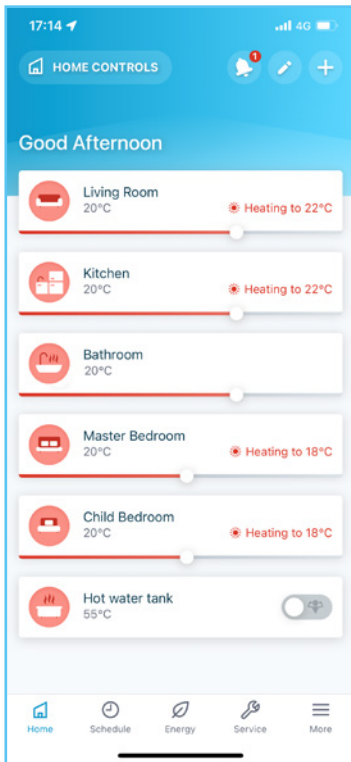 17:14 4G
HOME CONTROLS 1
Good Afternoon
Living Room
20°C Heating to 22°C
Kitchen
20°C Heating to 22°C
Bathroom
20°C
Master Bedroom
20°C Heating to 18°C
Child Bedroom
20°C Heating to 18°C
Hot water tank
55°C
Home Schedule Energy Service More